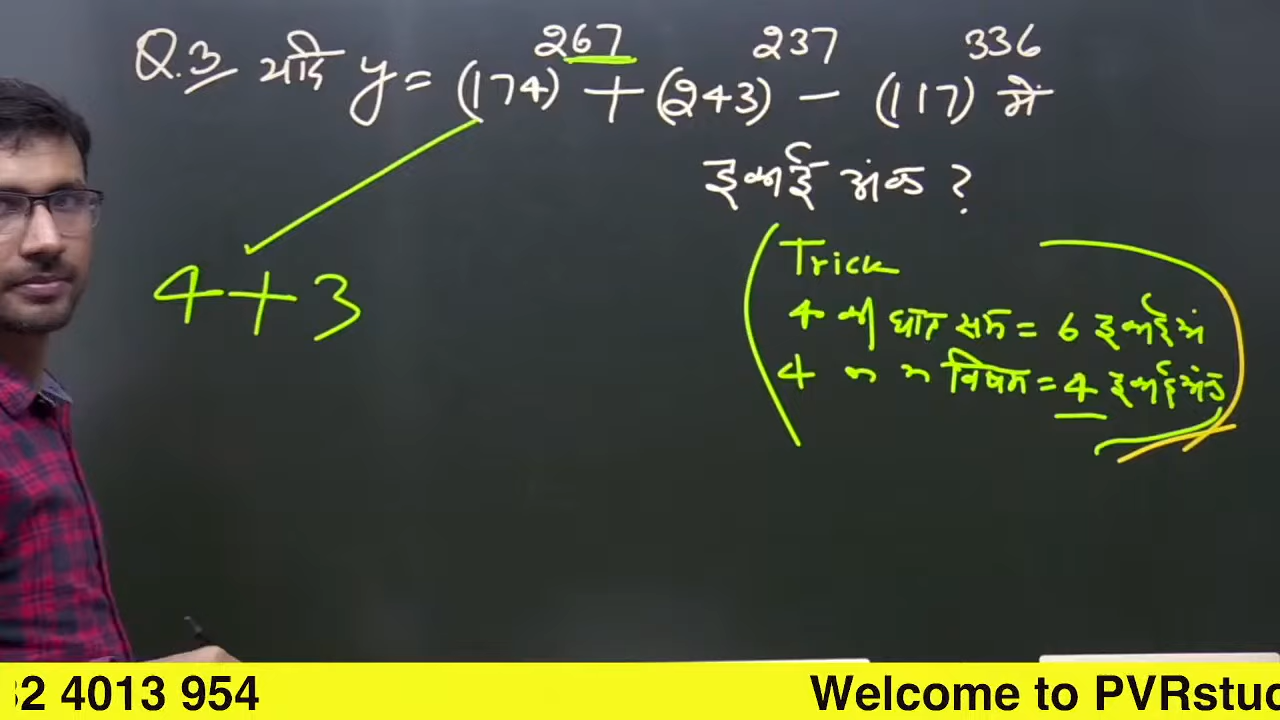 Q.3 यदि y = (174)^267 + (243)^237 - (117)^336 में
इकाई अंक ?
4+3
Trick
4 की घात सम = 6 इकाई अं
4 " " विषम = 4 इकाई अंक
32 4013 954 Welcome to PVRstud